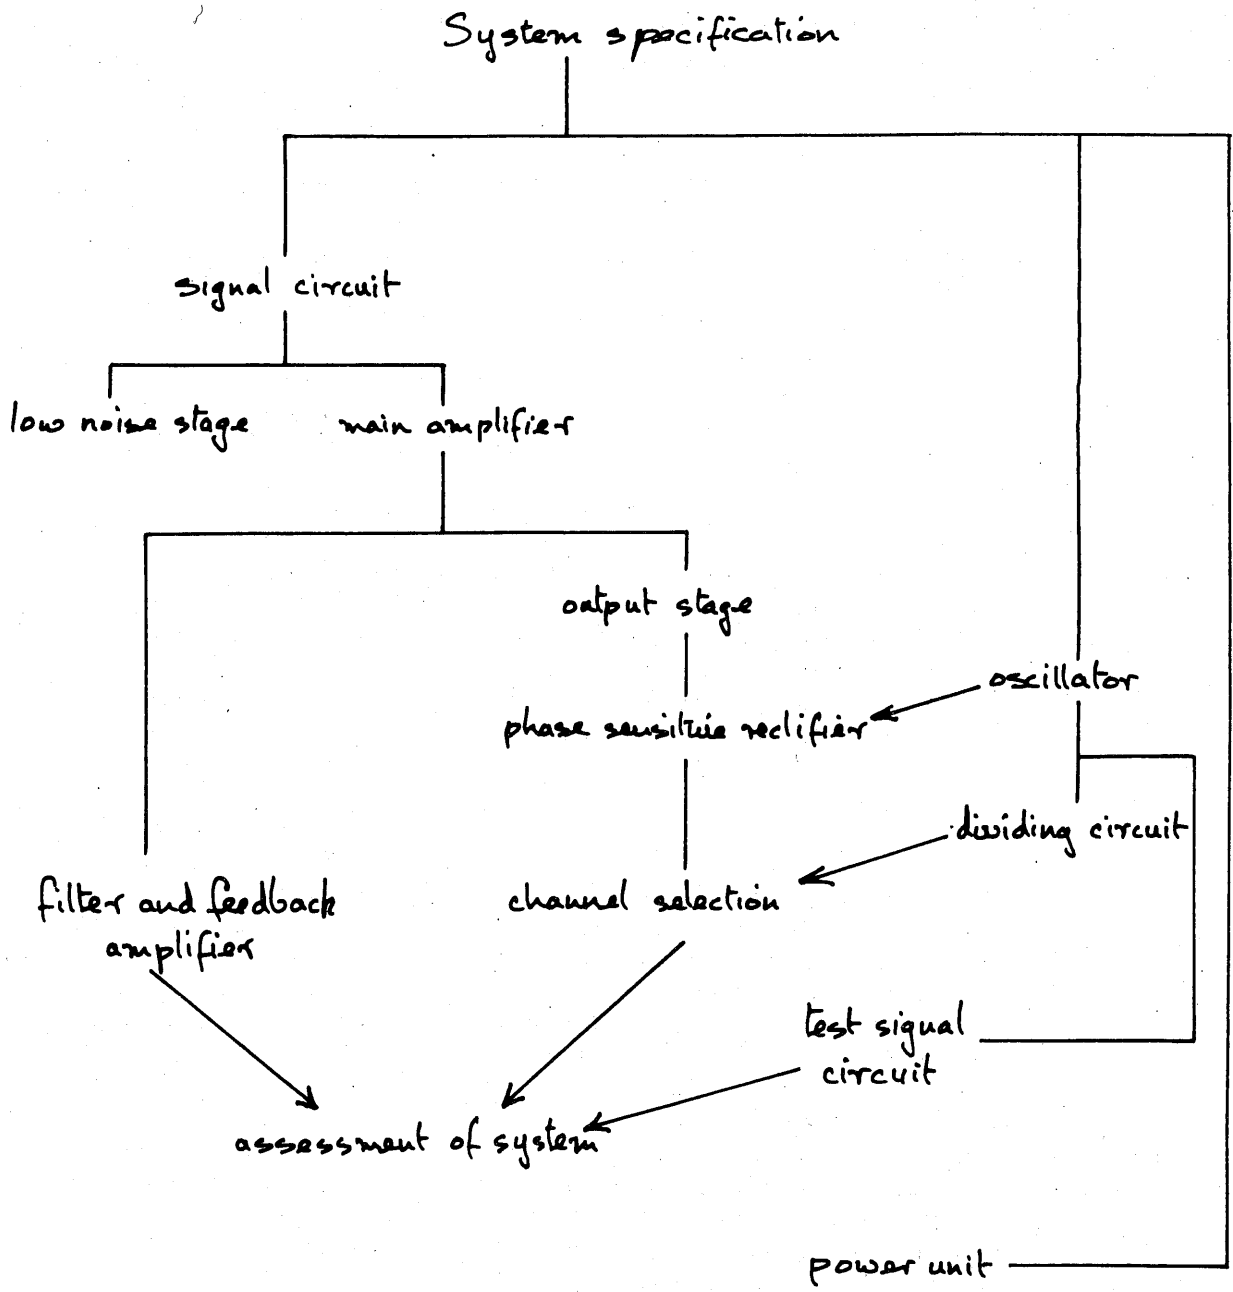 System specification
signal circuit
low noise stage
main amplifier
output stage
oscillator
phase sensitive rectifier
dividing circuit
filter and feedback
amplifier
channel selection
test signal
circuit
assessment of system
power unit